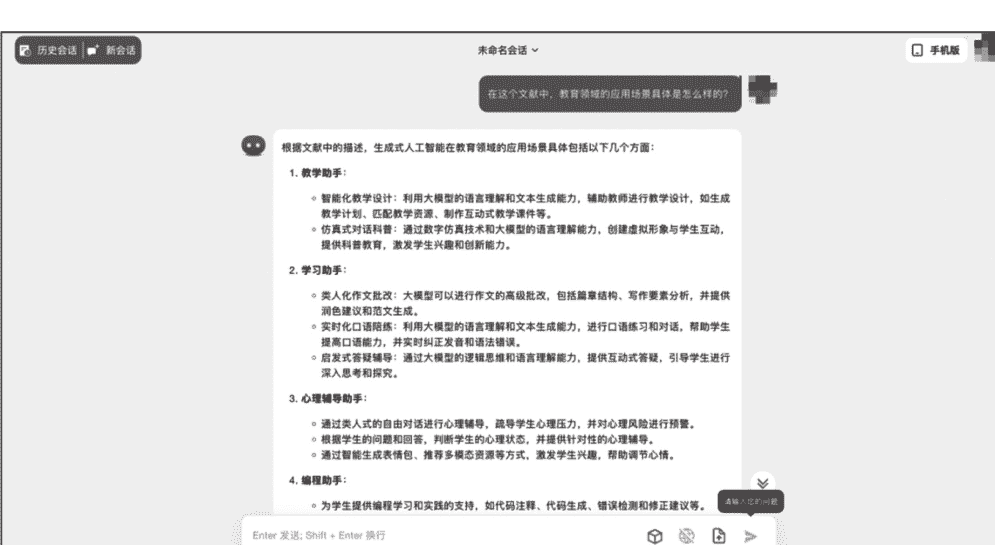 历史会话 新会话
未命名会话
手机版
在这个文献中,教育领域的应用场景具体是怎么样的?
根据文献中的描述,生成式人工智能在教育领域的应用场景具体包括以下几个方面:
1. 教学助手:
◦ 智能化教学设计:利用大模型的语言理解和文本生成能力,辅助教师进行教学设计,如生成
教学计划、匹配教学资源、制作互动式教学课件等。
◦ 仿真式对话科普:通过数字仿真技术和大模型的语言理解能力,创建虚拟形象与学生互动,
提供科普教育,激发学生兴趣和创新能力。
2. 学习助手:
◦ 类人化作文批改:大模型可以进行作文的高级批改,包括篇章结构、写作要素分析,并提供
润色建议和范文生成。
◦ 实时化口语陪练:利用大模型的语言理解和文本生成能力,进行口语练习和对话,帮助学生
提高口语能力,并实时纠正发音和语法错误。
◦ 启发式答疑辅导:通过大模型的逻辑思维和语言理解能力,提供互动式答疑,引导学生进行
深入思考和探究。
3. 心理辅导助手:
◦ 通过类人式的自由对话进行心理辅导,疏导学生心理压力,并对心理风险进行预警。
◦ 根据学生的问题和回答,判断学生的心理状态,并提供针对性的心理辅导。
◦ 通过智能生成表情包、推荐多模态资源等方式,激发学生兴趣,帮助调节心情。
4. 编程助手:
◦ 为学生提供编程学习和实践的支持,如代码注释、代码生成、错误检测和修正建议等。
请输入您的问题
Enter 发送; Shift + Enter 换行